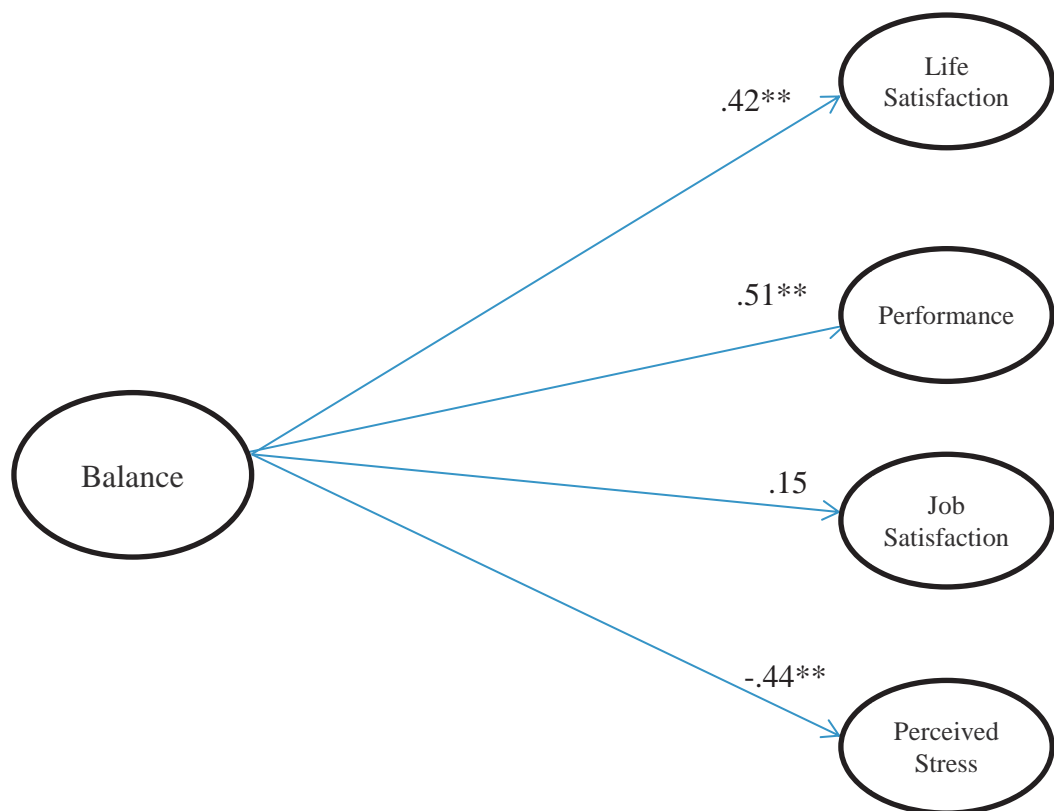 Life
Satisfaction
.42**
.51**
Performance
Balance
.15
Job
Satisfaction
-.44**
Perceived
Stress